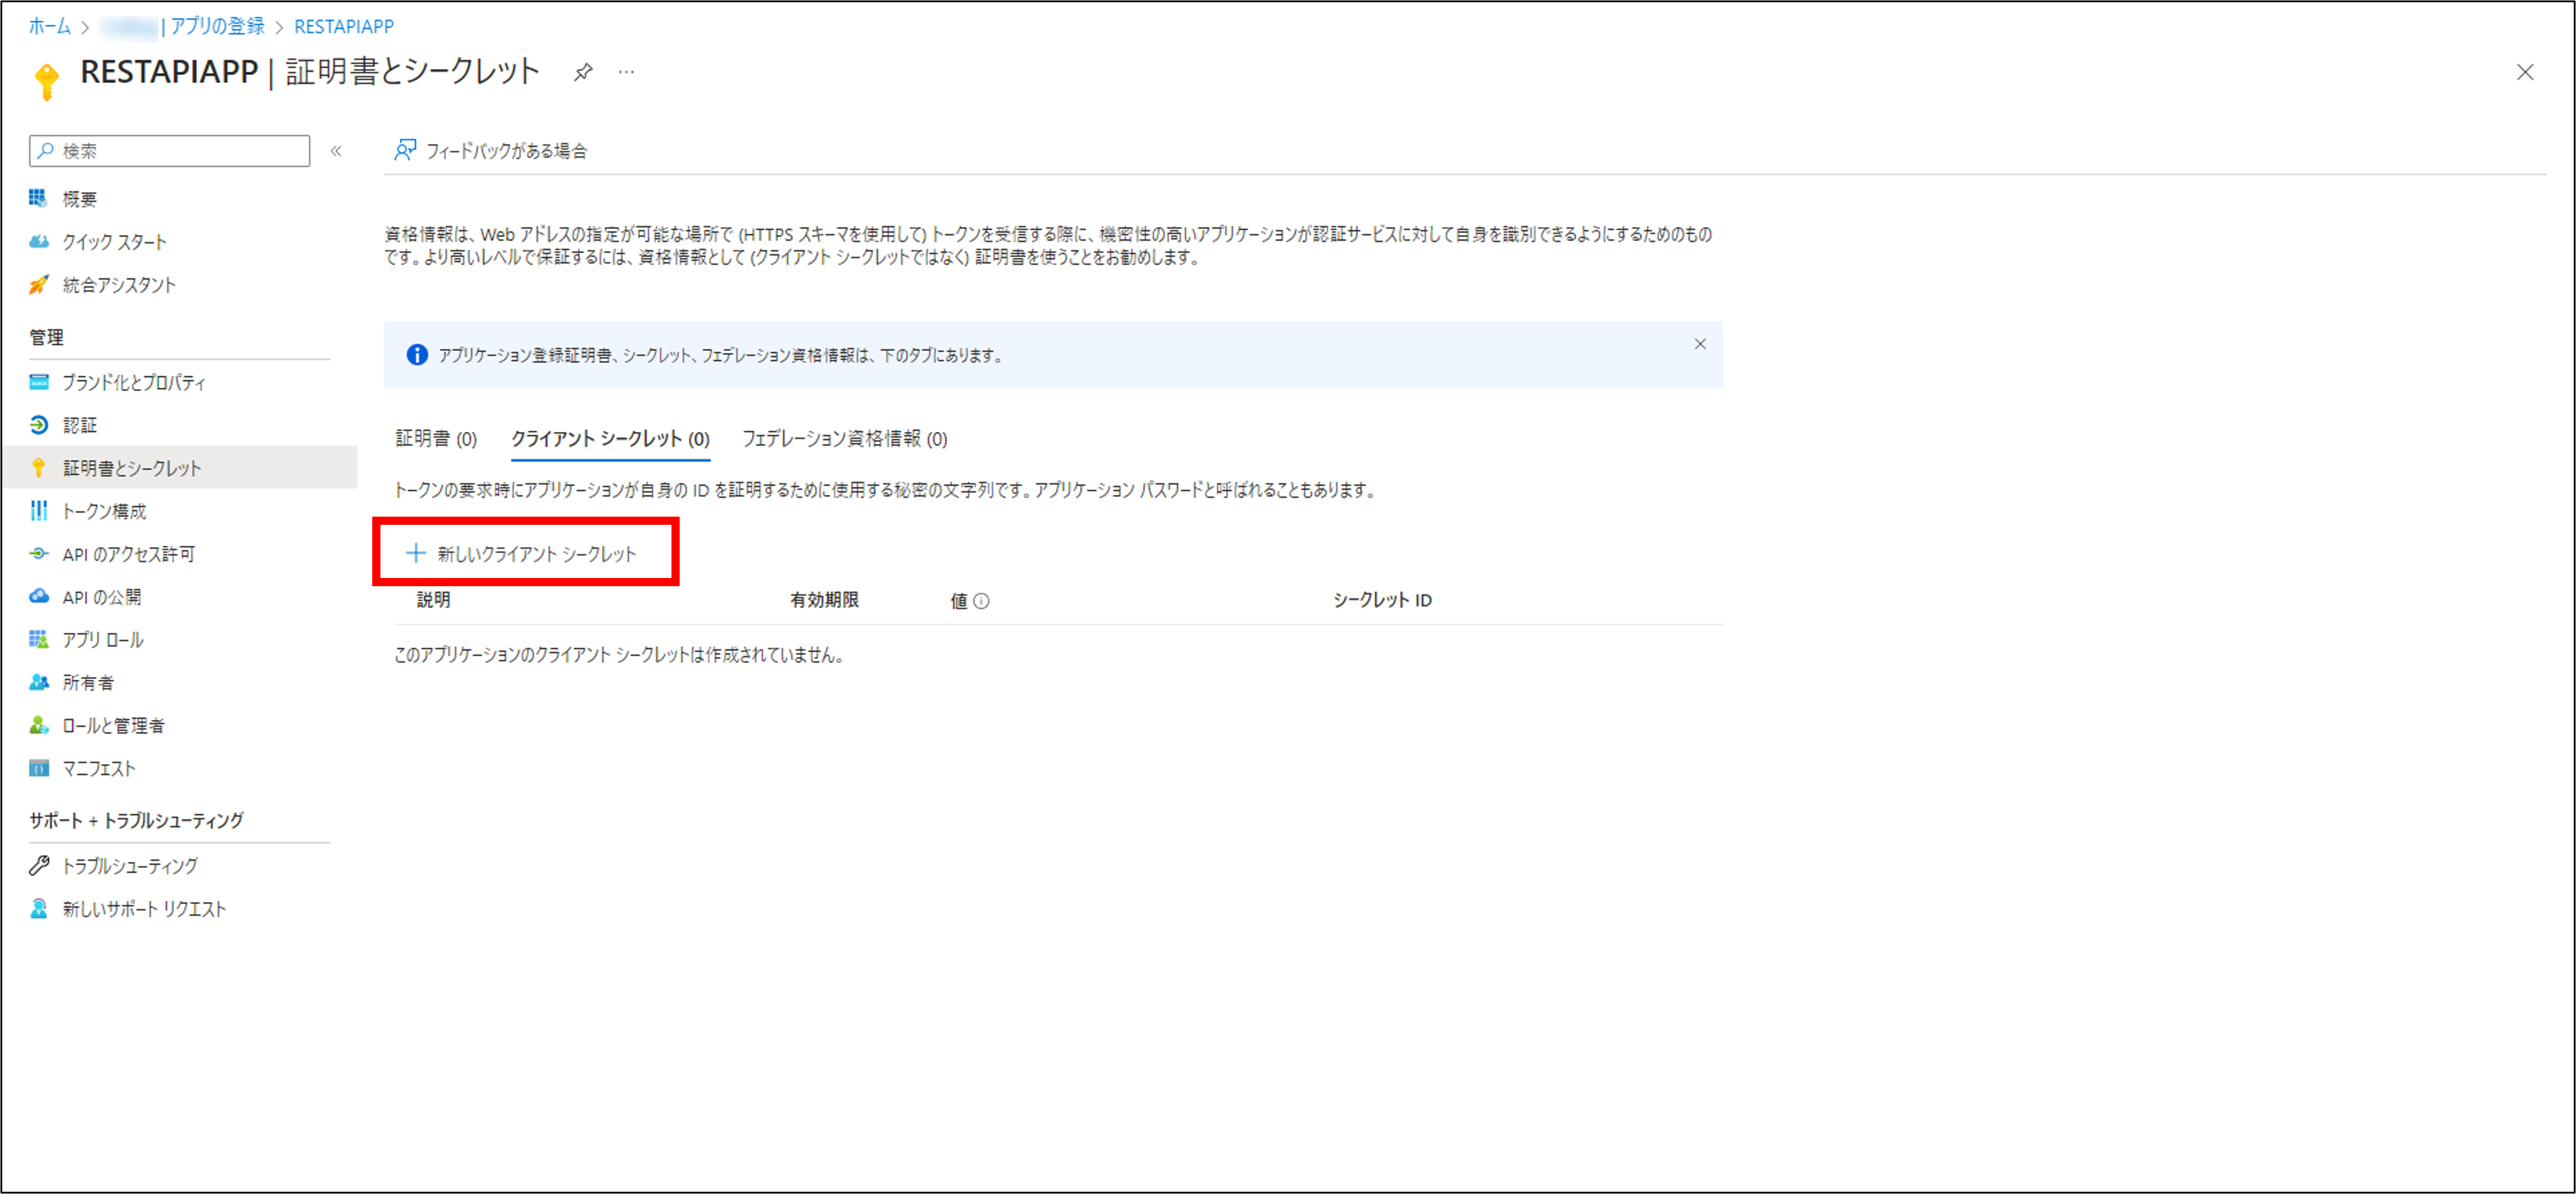 ホーム > | アプリの登録 > RESTAPIAPP
RESTAPIAPP | 証明書とシークレット
検索
フィードバックがある場合
概要
クイック スタート
統合アシスタント
管理
ブランド化とプロパティ
認証
証明書とシークレット
トークン構成
API のアクセス許可
API の公開
アプリ ロール
所有者
ロールと管理者
マニフェスト
サポート + トラブルシューティング
トラブルシューティング
新しいサポート リクエスト
資格情報は、Web アドレスの指定が可能な場所で (HTTPS スキーマを使用して) トークンを受信する際に、機密性の高いアプリケーションが認証サービスに対して自身を識別できるようにするためのもの
です。より高いレベルで保証するには、資格情報として (クライアント シークレットではなく) 証明書を使うことをお勧めします。
アプリケーション登録証明書、シークレット、フェデレーション資格情報は、下のタブにあります。
証明書 (0) クライアント シークレット (0) フェデレーション資格情報 (0)
トークンの要求時にアプリケーションが自身の ID を証明するために使用する秘密の文字列です。アプリケーション パスワードと呼ばれることもあります。
新しいクライアント シークレット
説明 有効期限 値 シークレット ID
このアプリケーションのクライアント シークレットは作成されていません。